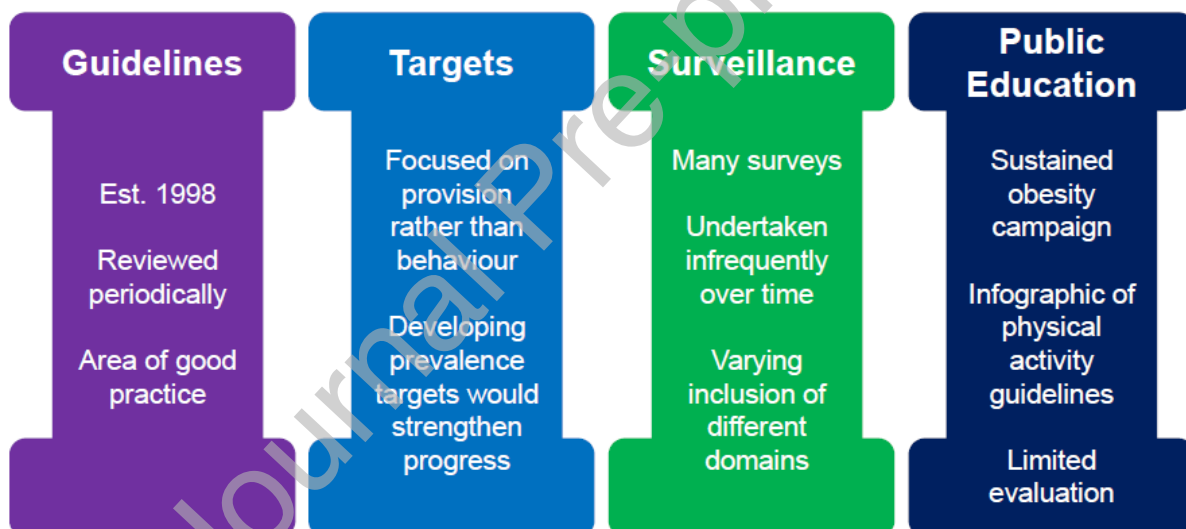 Guidelines
Est. 1998
Reviewed
periodically
Area of good
practice
Targets
Focused on
provision
rather than
behaviour
Developing
prevalence
targets would
strengthen
progress
Surveillance
Many surveys
Undertaken
infrequently
over time
Varying
inclusion of
different
domains
Public
Education
Sustained
obesity
campaign
Infographic of
physical
activity
guidelines
Limited
evaluation
Journal Pre-p